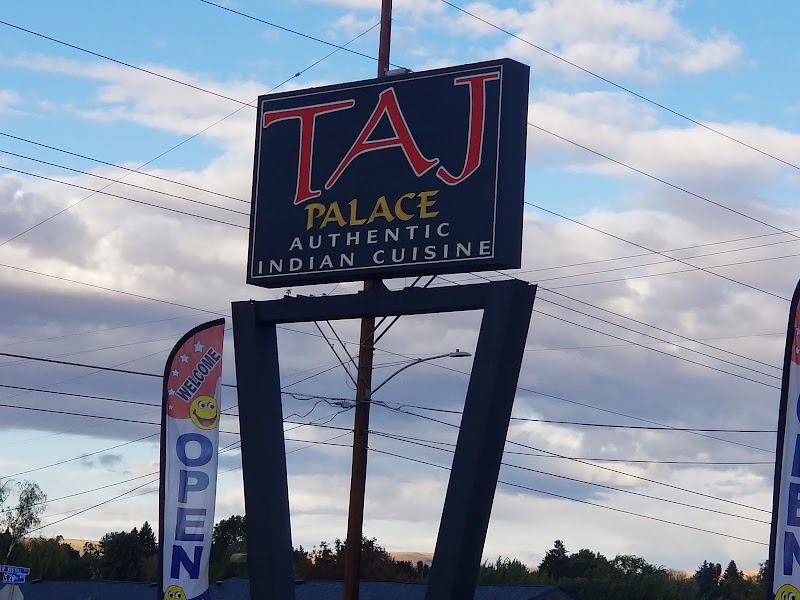 TAJ
PALACE
AUTHENTIC
INDIAN CUISINE
WELCOME
OPEN